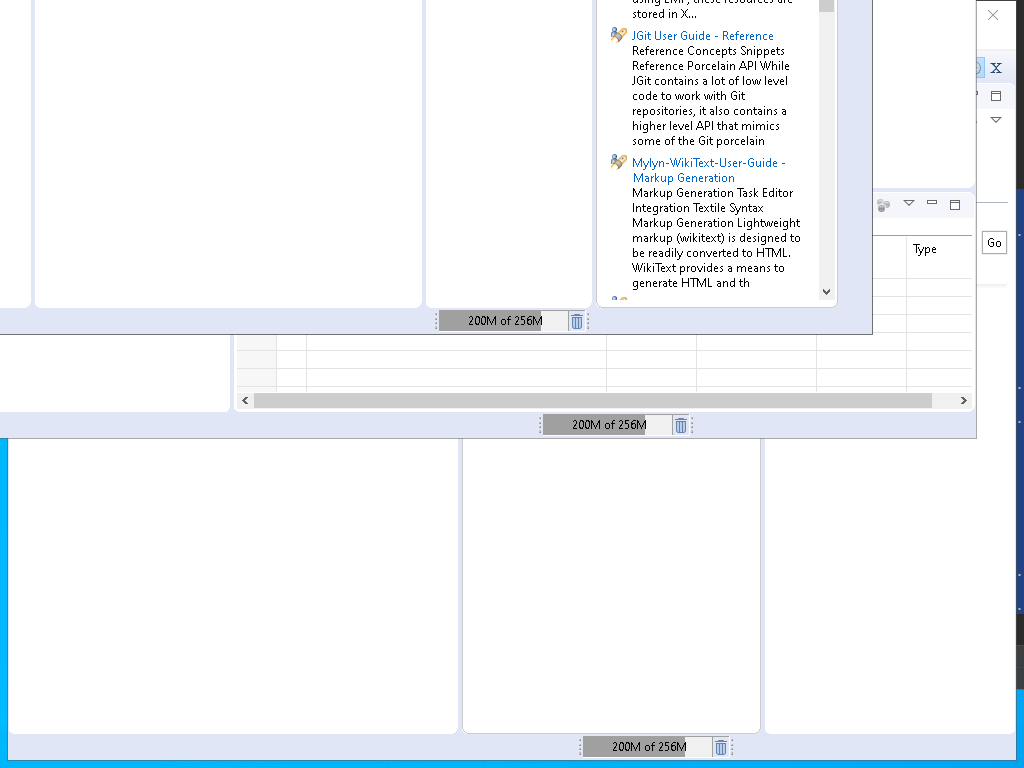 using EMF, these resources are
stored in X...
JGit User Guide - Reference
Reference Concepts Snippets
Reference Porcelain API While
JGit contains a lot of low level
code to work with Git
repositories, it also contains a
higher level API that mimics
some of the Git porcelain
Mylyn-WikiText-User-Guide -
Markup Generation
Markup Generation Task Editor
Integration Textile Syntax
Markup Generation Lightweight
markup (wikitext) is designed to
be readily converted to HTML.
WikiText provides a means to
generate HTML and th
Type
Go
200M of 256M
200M of 256M
200M of 256M